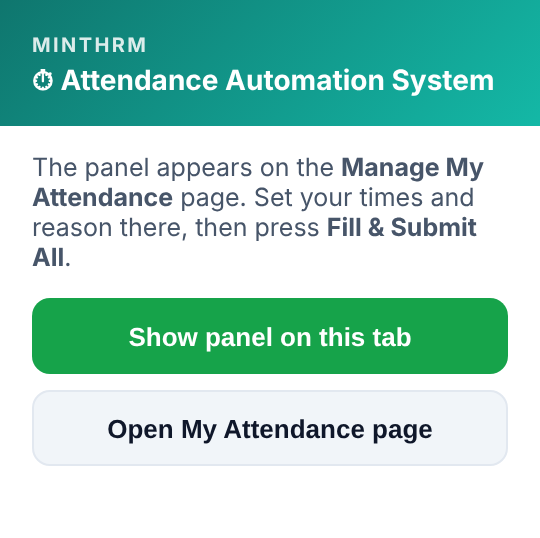 MINTHRM
⏱ Attendance Automation System
The panel appears on the Manage My
Attendance page. Set your times and
reason there, then press Fill & Submit
All.
Show panel on this tab
Open My Attendance page